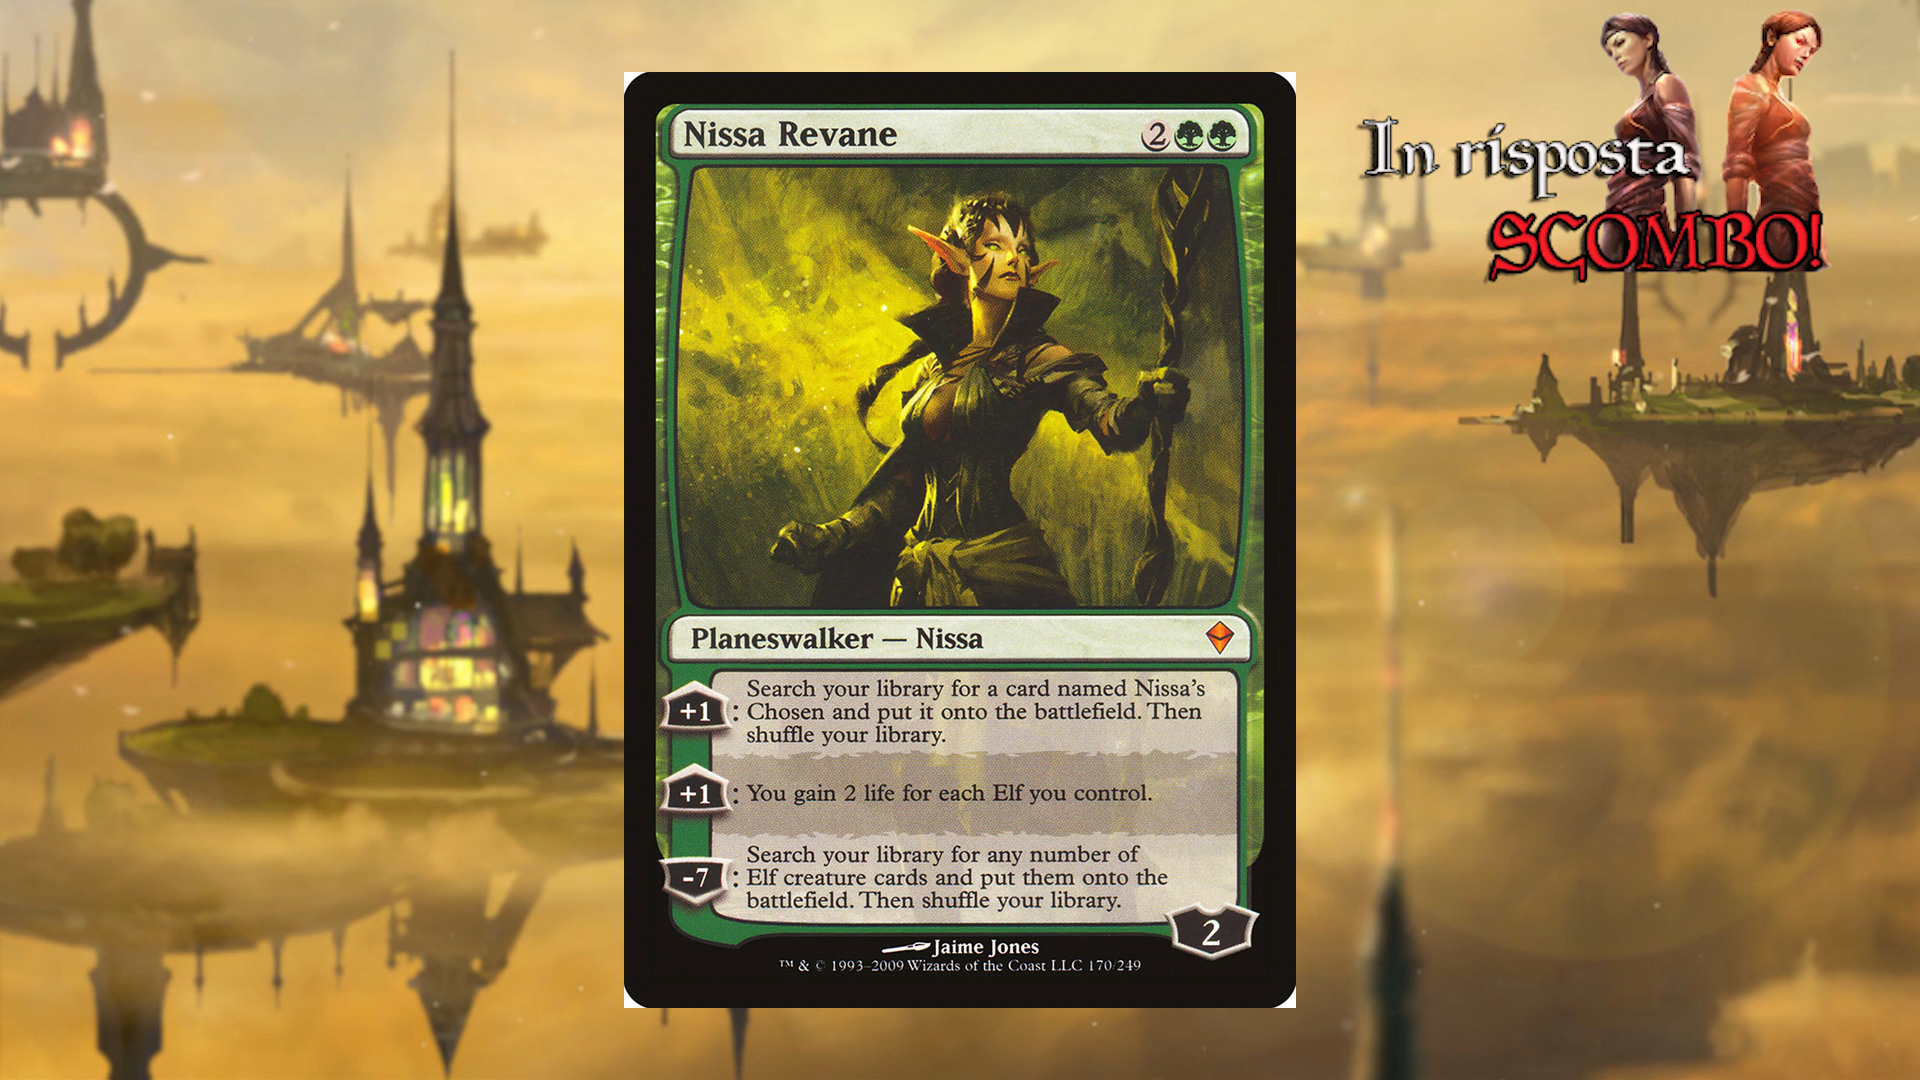 In risposta
SCOMBO!
Nissa Revane 2
Planeswalker — Nissa
+1 : Search your library for a card named Nissa's
Chosen and put it onto the battlefield. Then
shuffle your library.
+1 : You gain 2 life for each Elf you control.
-7 : Search your library for any number of
Elf creature cards and put them onto the
battlefield. Then shuffle your library.
2
Jaime Jones
™ & © 1993–2009 Wizards of the Coast LLC 170/249